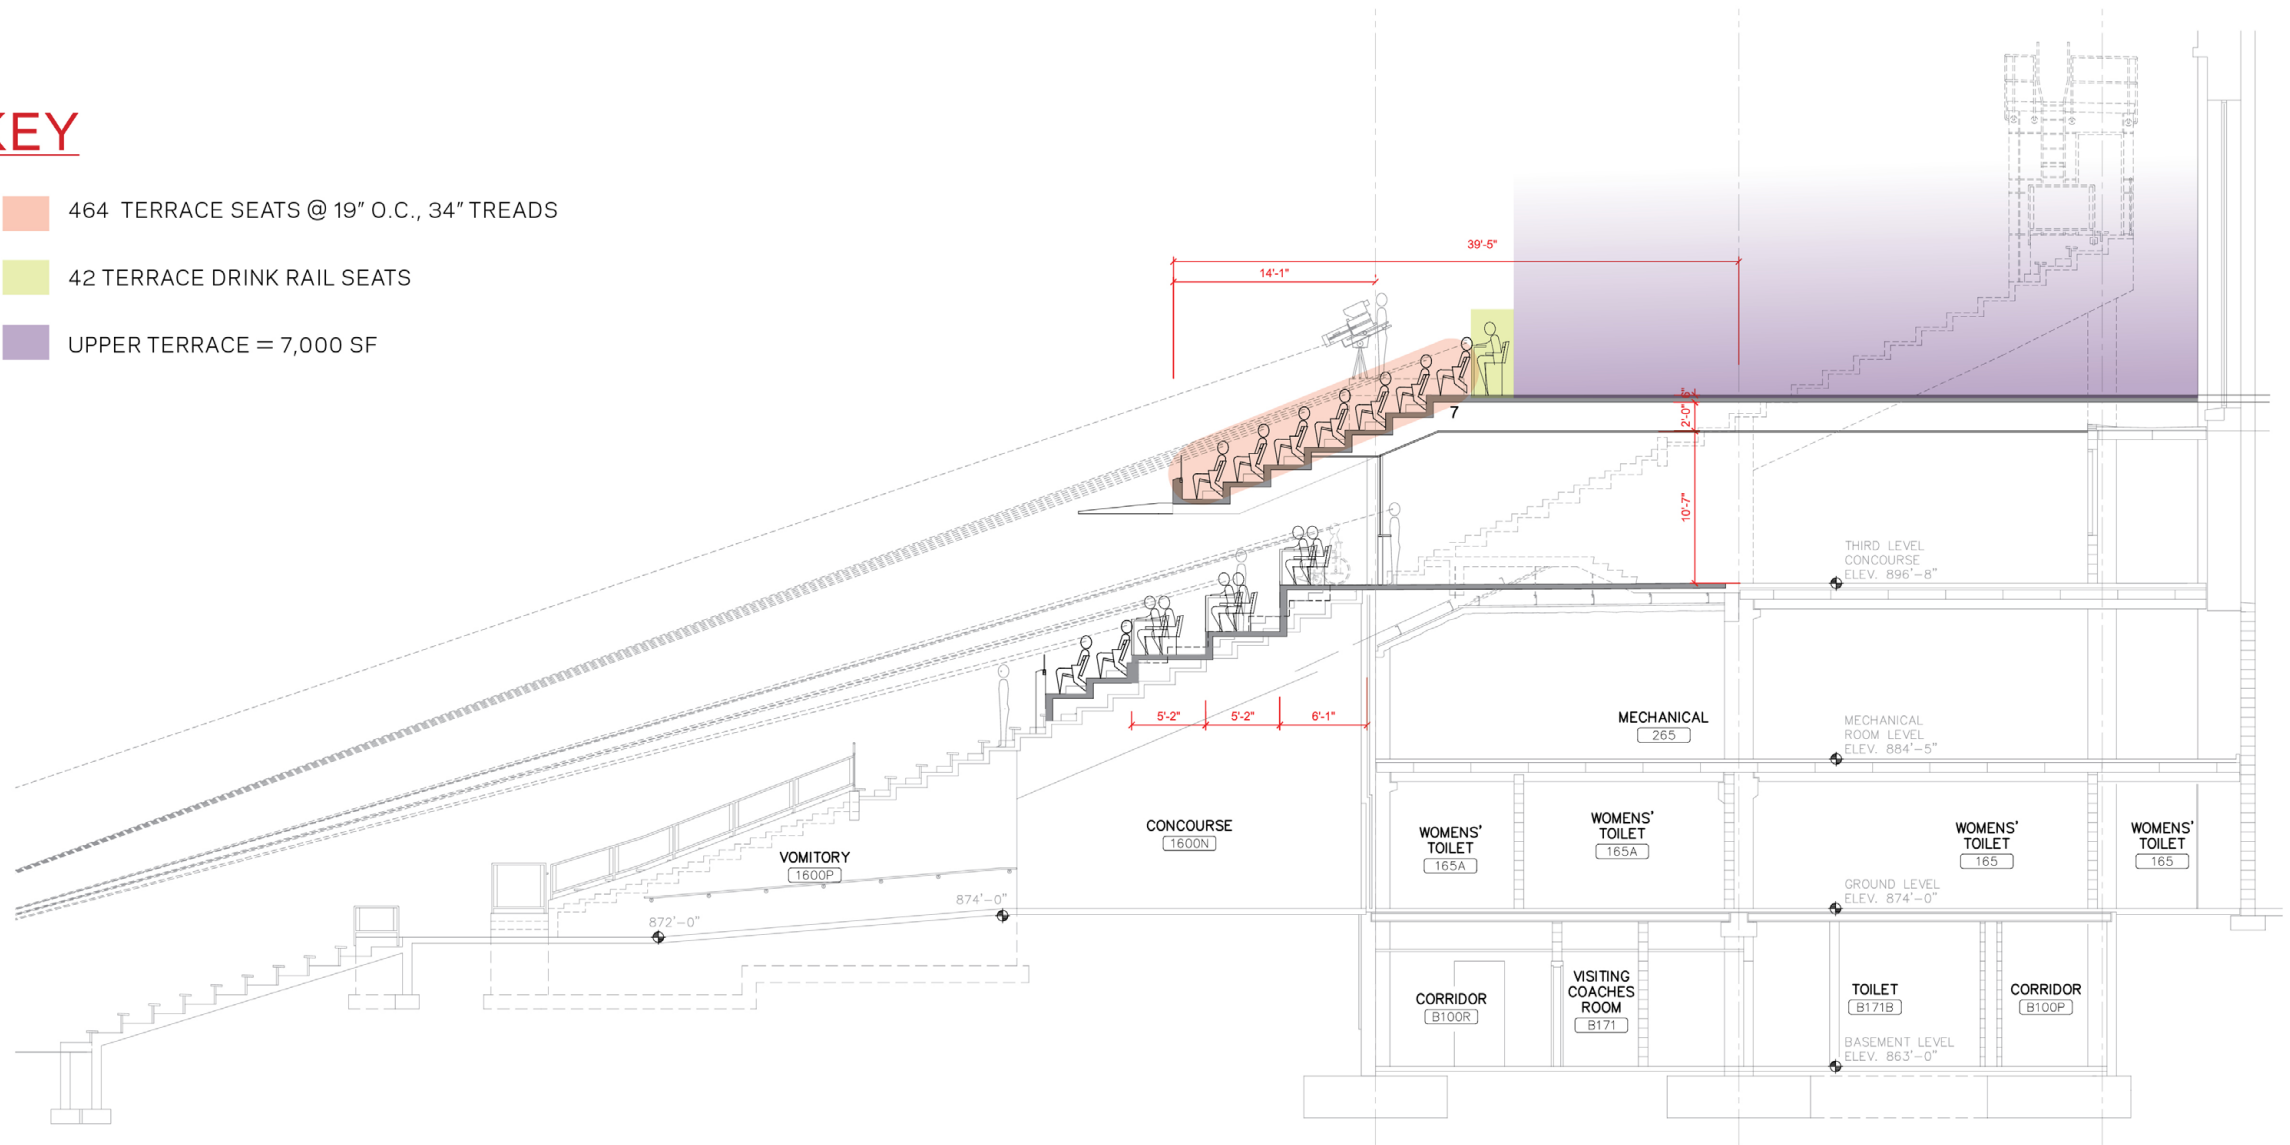 KEY
464 TERRACE SEATS @ 19" O.C., 34" TREADS
42 TERRACE DRINK RAIL SEATS
UPPER TERRACE = 7,000 SF
39'-5"
14'-1"
7
2'-0"
6"
10'-7"
THIRD LEVEL
CONCOURSE
ELEV. 896'-8"
5'-2"
5'-2"
6'-1"
MECHANICAL
265
MECHANICAL
ROOM LEVEL
ELEV. 884'-5"
CONCOURSE
1600N
VOMITORY
1600P
WOMENS'
TOILET
165A
WOMENS'
TOILET
165A
WOMENS'
TOILET
165
WOMENS'
TOILET
165
GROUND LEVEL
ELEV. 874'-0"
874'-0"
872'-0"
CORRIDOR
B100R
VISITING
COACHES
ROOM
B171
TOILET
B171B
CORRIDOR
B100P
BASEMENT LEVEL
ELEV. 863'-0"